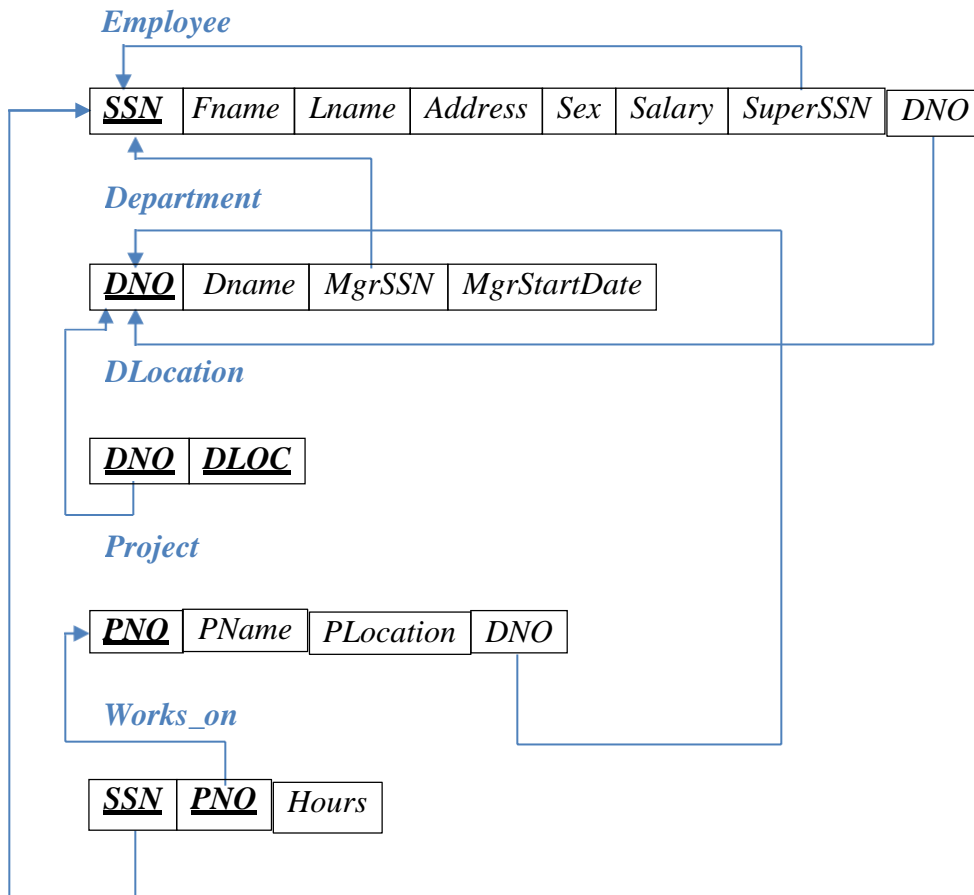 Employee
SSN Fname Lname Address Sex Salary SuperSSN DNO
Department
DNO Dname MgrSSN MgrStartDate
DLocation
DNO DLOC
Project
PNO PName PLocation DNO
Works_on
SSN PNO Hours